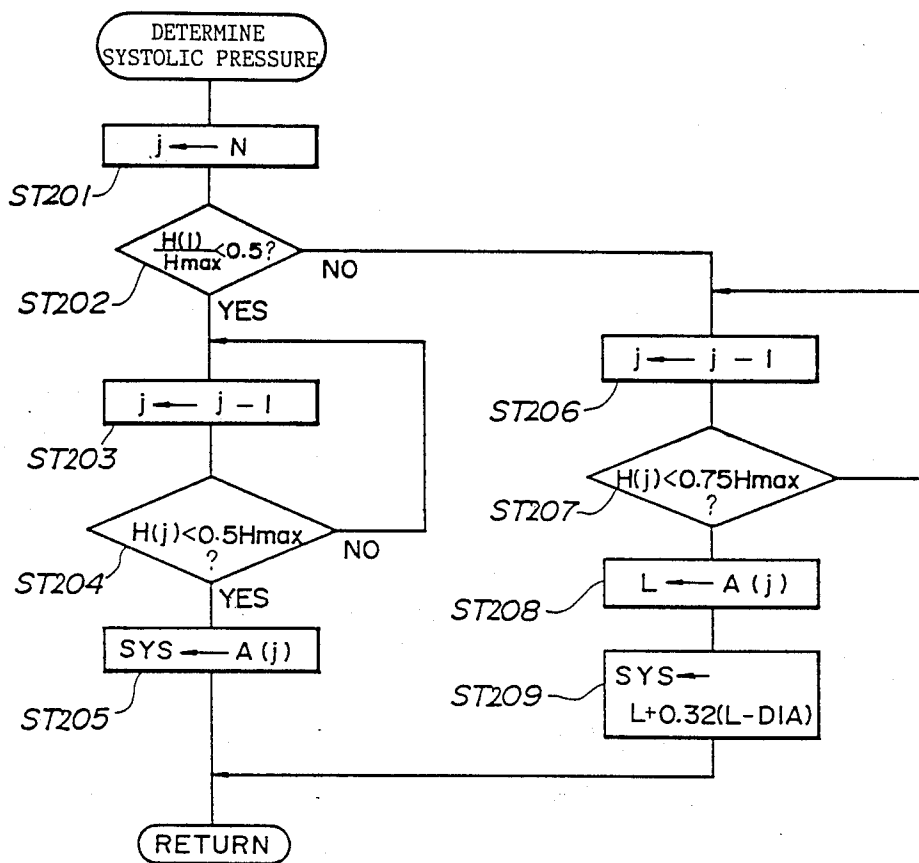 DETERMINE
SYSTOLIC PRESSURE
j ← N
ST201
H(1)
Hmax <0.5?
NO
ST202
YES
j ← j - 1
ST203
H(j)<0.5Hmax
?
NO
ST204
YES
SYS ← A(j)
ST205
j ← j - 1
ST206
H(j)<0.75Hmax
?
ST207
L ← A(j)
ST208
SYS ←
L+0.32(L-DIA)
ST209
RETURN